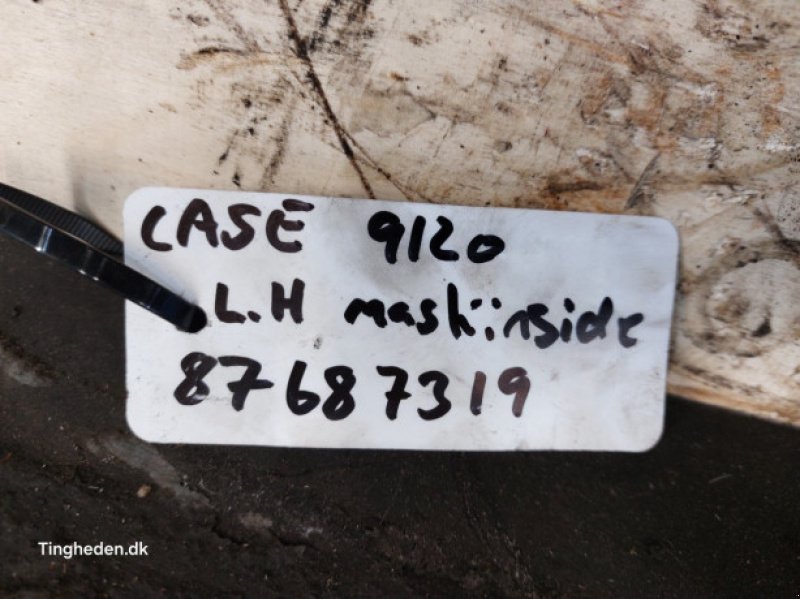 CASE 9120
L.H maskinside
87687319
Tingheden.dk